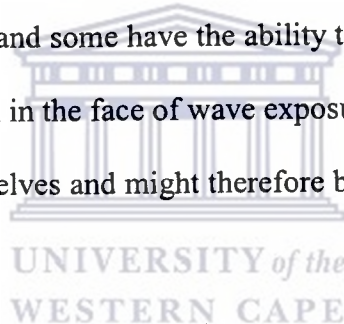 and some have the ability t
in the face of wave exposu
elves and might therefore b
UNIVERSITY of the
WESTERN CAPE